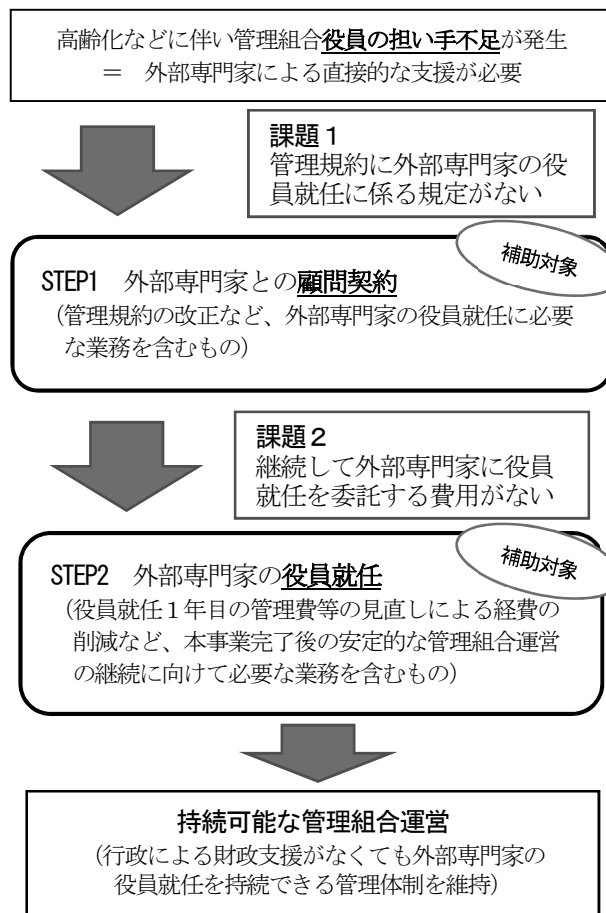 高齢化などに伴い管理組合役員の担い手不足が発生
＝　外部専門家による直接的な支援が必要
課題１
管理規約に外部専門家の役
員就任に係る規定がない
補助対象
STEP1　外部専門家との顧問契約
（管理規約の改正など、外部専門家の役員就任に必要
な業務を含むもの）
課題２
継続して外部専門家に役員
就任を委託する費用がない
補助対象
STEP2　外部専門家の役員就任
（役員就任１年目の管理費等の見直しによる経費の
削減など、本事業完了後の安定的な管理組合運営
の継続に向けて必要な業務を含むもの）
持続可能な管理組合運営
（行政による財政支援がなくても外部専門家の
役員就任を持続できる管理体制を維持）